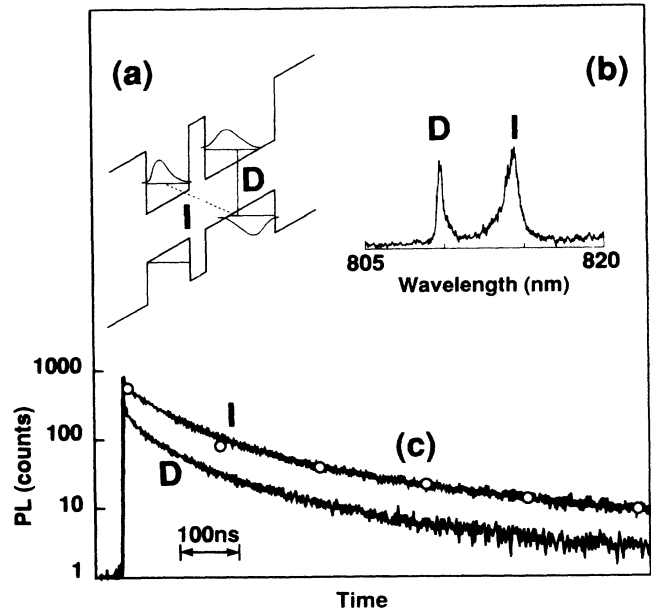 (a)
(b)
D
I
D
I
805
820
Wavelength (nm)
1000
100
10
1
PL (counts)
I
(c)
D
100ns
Time